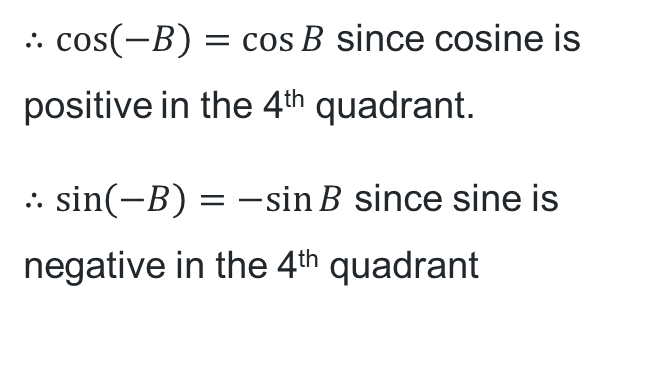 ∴ cos(−B) = cos B since cosine is
positive in the 4th quadrant.
∴ sin(−B) = −sin B since sine is
negative in the 4th quadrant